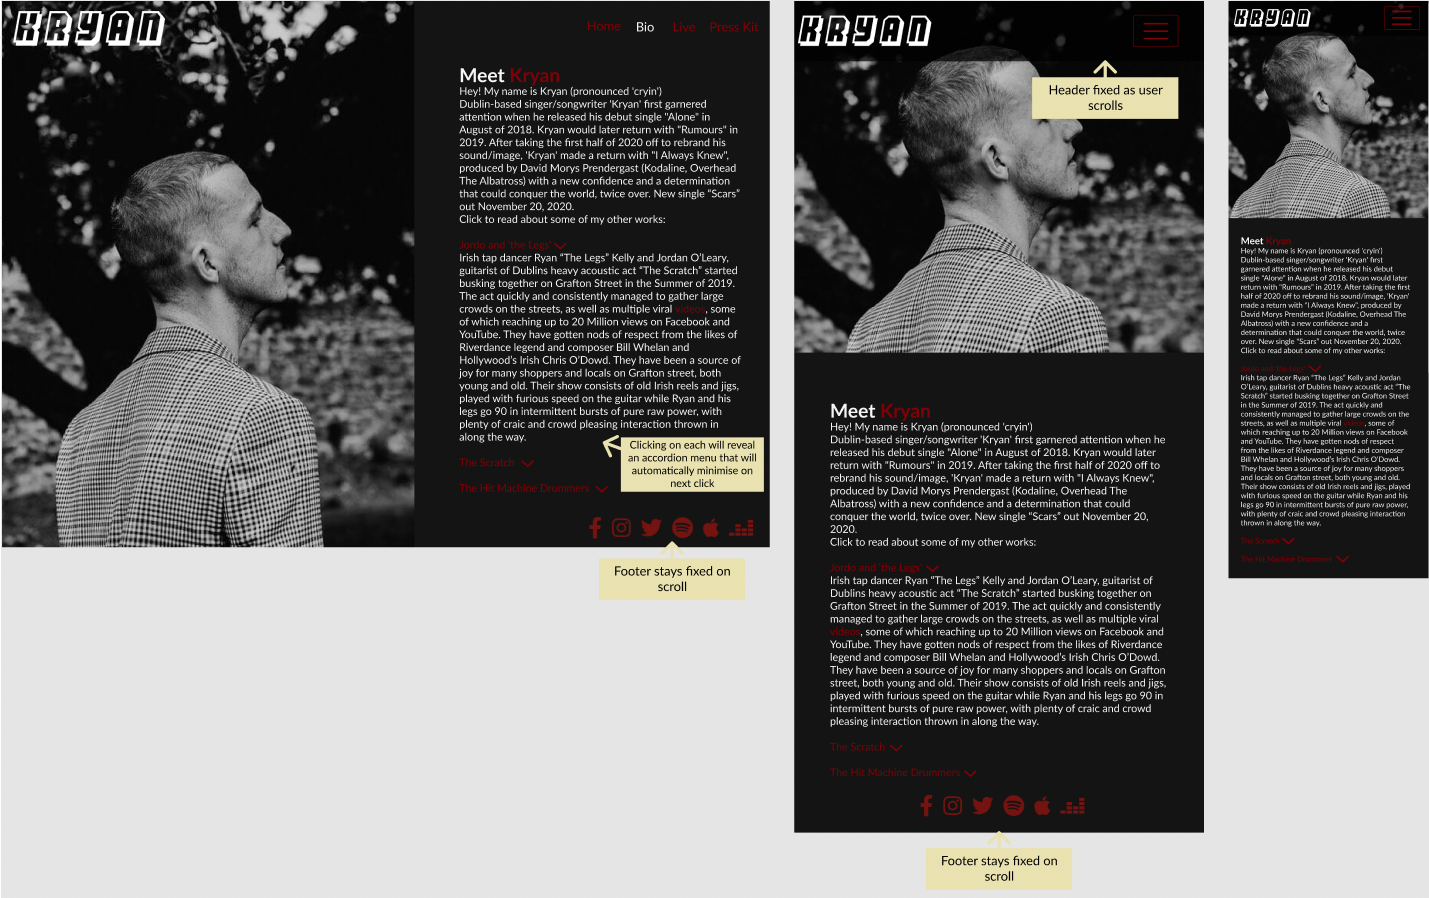 KRYAN
Home Bio Live Press Kit
Meet Kryan
Hey! My name is Kryan (pronounced 'cryin')
Dublin-based singer/songwriter 'Kryan' first garnered
attention when he released his debut single "Alone" in
August of 2018. Kryan would later return with "Rumours" in
2019. After taking the first half of 2020 off to rebrand his
sound/image, 'Kryan' made a return with "I Always Knew",
produced by David Morys Prendergast (Kodaline, Overhead
The Albatross) with a new confidence and a determination
that could conquer the world, twice over. New single "Scars"
out November 20, 2020.
Click to read about some of my other works:
Jordo and 'the Legs'
Irish tap dancer Ryan "The Legs" Kelly and Jordan O'Leary,
guitarist of Dublins heavy acoustic act "The Scratch" started
busking together on Grafton Street in the Summer of 2019.
The act quickly and consistently managed to gather large
crowds on the streets, as well as multiple viral videos, some
of which reaching up to 20 Million views on Facebook and
YouTube. They have gotten nods of respect from the likes of
Riverdance legend and composer Bill Whelan and
Hollywood's Irish Chris O'Dowd. They have been a source of
joy for many shoppers and locals on Grafton street, both
young and old. Their show consists of old Irish reels and jigs,
played with furious speed on the guitar while Ryan and his
legs go 90 in intermittent bursts of pure raw power, with
plenty of craic and crowd pleasing interaction thrown in
along the way.
Clicking on each will reveal
an accordion menu that will
automatically minimise on
next click
The Scratch
The Hit Machine Drummers
Footer stays fixed on
scroll
KRYAN
Header fixed as user
scrolls
Meet Kryan
Hey! My name is Kryan (pronounced 'cryin')
Dublin-based singer/songwriter 'Kryan' first garnered attention when he
released his debut single "Alone" in August of 2018. Kryan would later
return with "Rumours" in 2019. After taking the first half of 2020 off to
rebrand his sound/image, 'Kryan' made a return with "I Always Knew",
produced by David Morys Prendergast (Kodaline, Overhead The
Albatross) with a new confidence and a determination that could
conquer the world, twice over. New single "Scars" out November 20,
2020.
Click to read about some of my other works:
Jordo and 'the Legs'
Irish tap dancer Ryan "The Legs" Kelly and Jordan O'Leary, guitarist of
Dublins heavy acoustic act "The Scratch" started busking together on
Grafton Street in the Summer of 2019. The act quickly and consistently
managed to gather large crowds on the streets, as well as multiple viral
videos, some of which reaching up to 20 Million views on Facebook and
YouTube. They have gotten nods of respect from the likes of Riverdance
legend and composer Bill Whelan and Hollywood's Irish Chris O'Dowd.
They have been a source of joy for many shoppers and locals on Grafton
street, both young and old. Their show consists of old Irish reels and jigs,
played with furious speed on the guitar while Ryan and his legs go 90 in
intermittent bursts of pure raw power, with plenty of craic and crowd
pleasing interaction thrown in along the way.
The Scratch
The Hit Machine Drummers
Footer stays fixed on
scroll
KRYAN
Meet Kryan
Hey! My name is Kryan (pronounced 'cryin')
Dublin-based singer/songwriter 'Kryan' first
garnered attention when he released his debut
single "Alone" in August of 2018. Kryan would later
return with "Rumours" in 2019. After taking the first
half of 2020 off to rebrand his sound/image, 'Kryan'
made a return with "I Always Knew", produced by
David Morys Prendergast (Kodaline, Overhead The
Albatross) with a new confidence and a
determination that could conquer the world, twice
over. New single "Scars" out November 20, 2020.
Click to read about some of my other works:
Jordo and 'the Legs'
Irish tap dancer Ryan "The Legs" Kelly and Jordan
O'Leary, guitarist of Dublins heavy acoustic act "The
Scratch" started busking together on Grafton Street
in the Summer of 2019. The act quickly and
consistently managed to gather large crowds on the
streets, as well as multiple viral videos, some of
which reaching up to 20 Million views on Facebook
and YouTube. They have gotten nods of respect
from the likes of Riverdance legend and composer
Bill Whelan and Hollywood's Irish Chris O'Dowd.
They have been a source of joy for many shoppers
and locals on Grafton street, both young and old.
Their show consists of old Irish reels and jigs, played
with furious speed on the guitar while Ryan and his
legs go 90 in intermittent bursts of pure raw power,
with plenty of craic and crowd pleasing interaction
thrown in along the way.
The Scratch
The Hit Machine Drummers